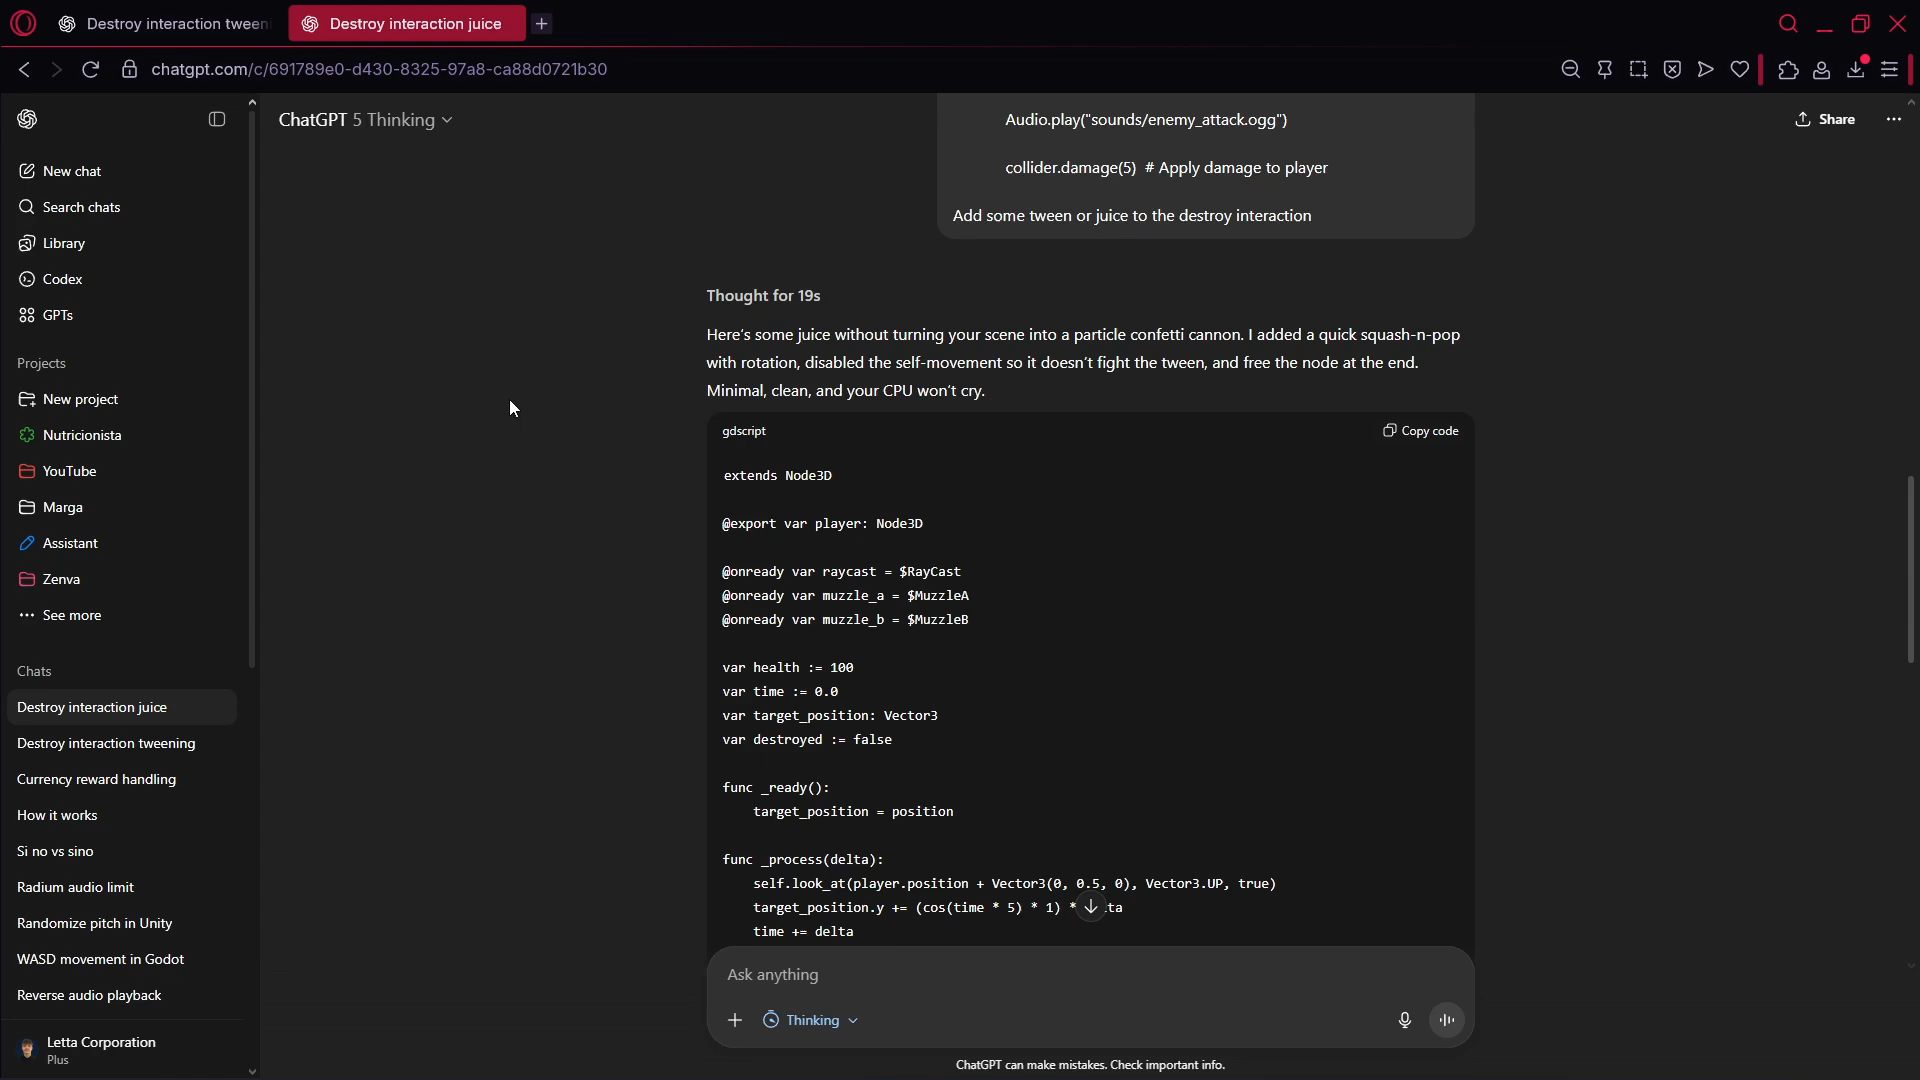 Destroy interaction tween
Destroy interaction juice
chatgpt.com/c/691789e0-d430-8325-97a8-ca88d0721b30
ChatGPT 5 Thinking
Share
New chat
Search chats
Library
Codex
GPTs
Projects
New project
Nutricionista
YouTube
Marga
Assistant
Zenva
See more
Chats
Destroy interaction juice
Destroy interaction tweening
Currency reward handling
How it works
Si no vs sino
Radium audio limit
Randomize pitch in Unity
WASD movement in Godot
Reverse audio playback
Letta Corporation
Plus
Audio.play("sounds/enemy_attack.ogg")
collider.damage(5) # Apply damage to player
Add some tween or juice to the destroy interaction
Thought for 19s
Here's some juice without turning your scene into a particle confetti cannon. I added a quick squash-n-pop
with rotation, disabled the self-movement so it doesn't fight the tween, and free the node at the end.
Minimal, clean, and your CPU won't cry.
gdscript
Copy code
extends Node3D
@export var player: Node3D
@onready var raycast = $RayCast
@onready var muzzle_a = $MuzzleA
@onready var muzzle_b = $MuzzleB
var health := 100
var time := 0.0
var target_position: Vector3
var destroyed := false
func _ready():
target_position = position
func _process(delta):
self.look_at(player.position + Vector3(0, 0.5, 0), Vector3.UP, true)
target_position.y += (cos(time * 5) * 1) * ta
time += delta
Ask anything
Thinking
ChatGPT can make mistakes. Check important info.